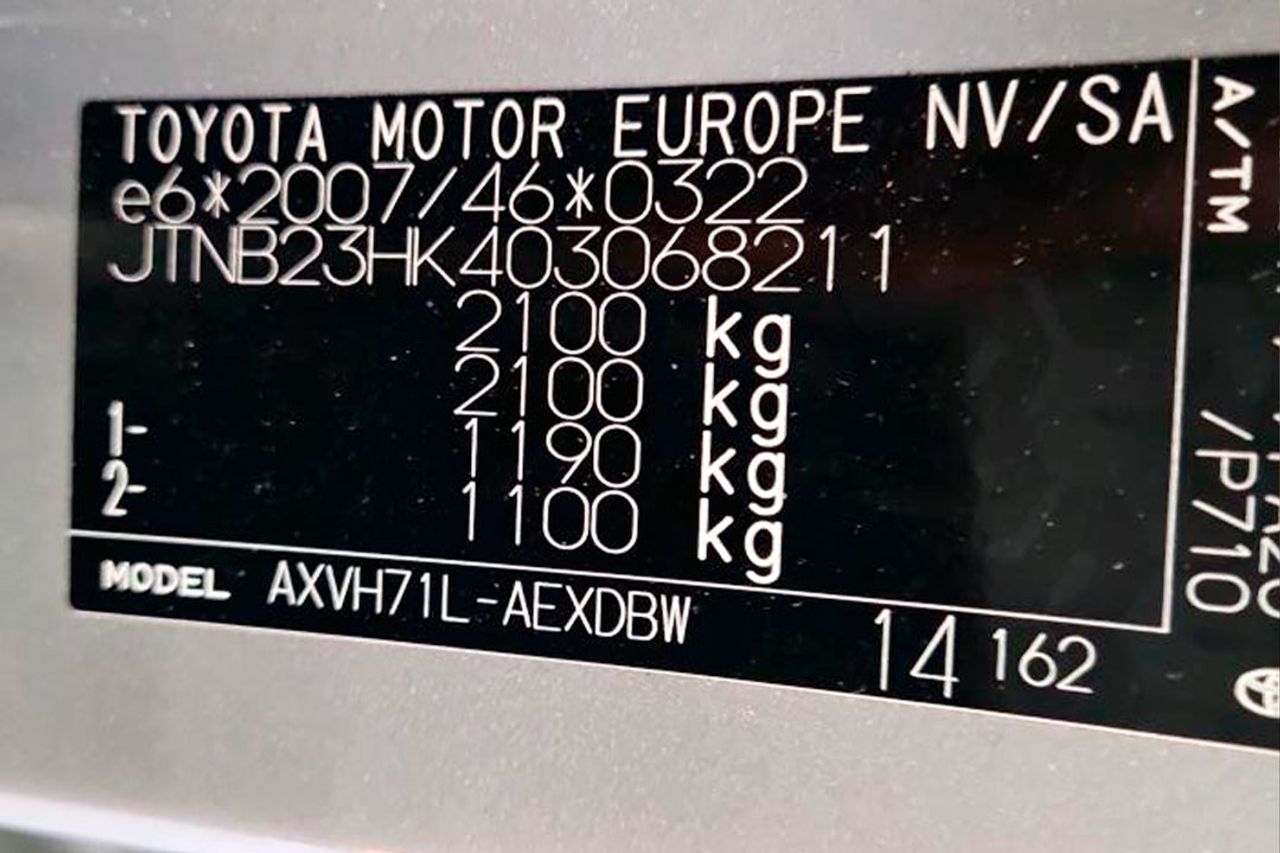 TOYOTA MOTOR EUROPE NV/SA
e6*2007/46*0322
JTNB23HK403068211
2100 kg
2100 kg
1- 1190 kg
2- 1100 kg
MODEL AXVH71L-AEXDBW
14 162
A/TM
/P710